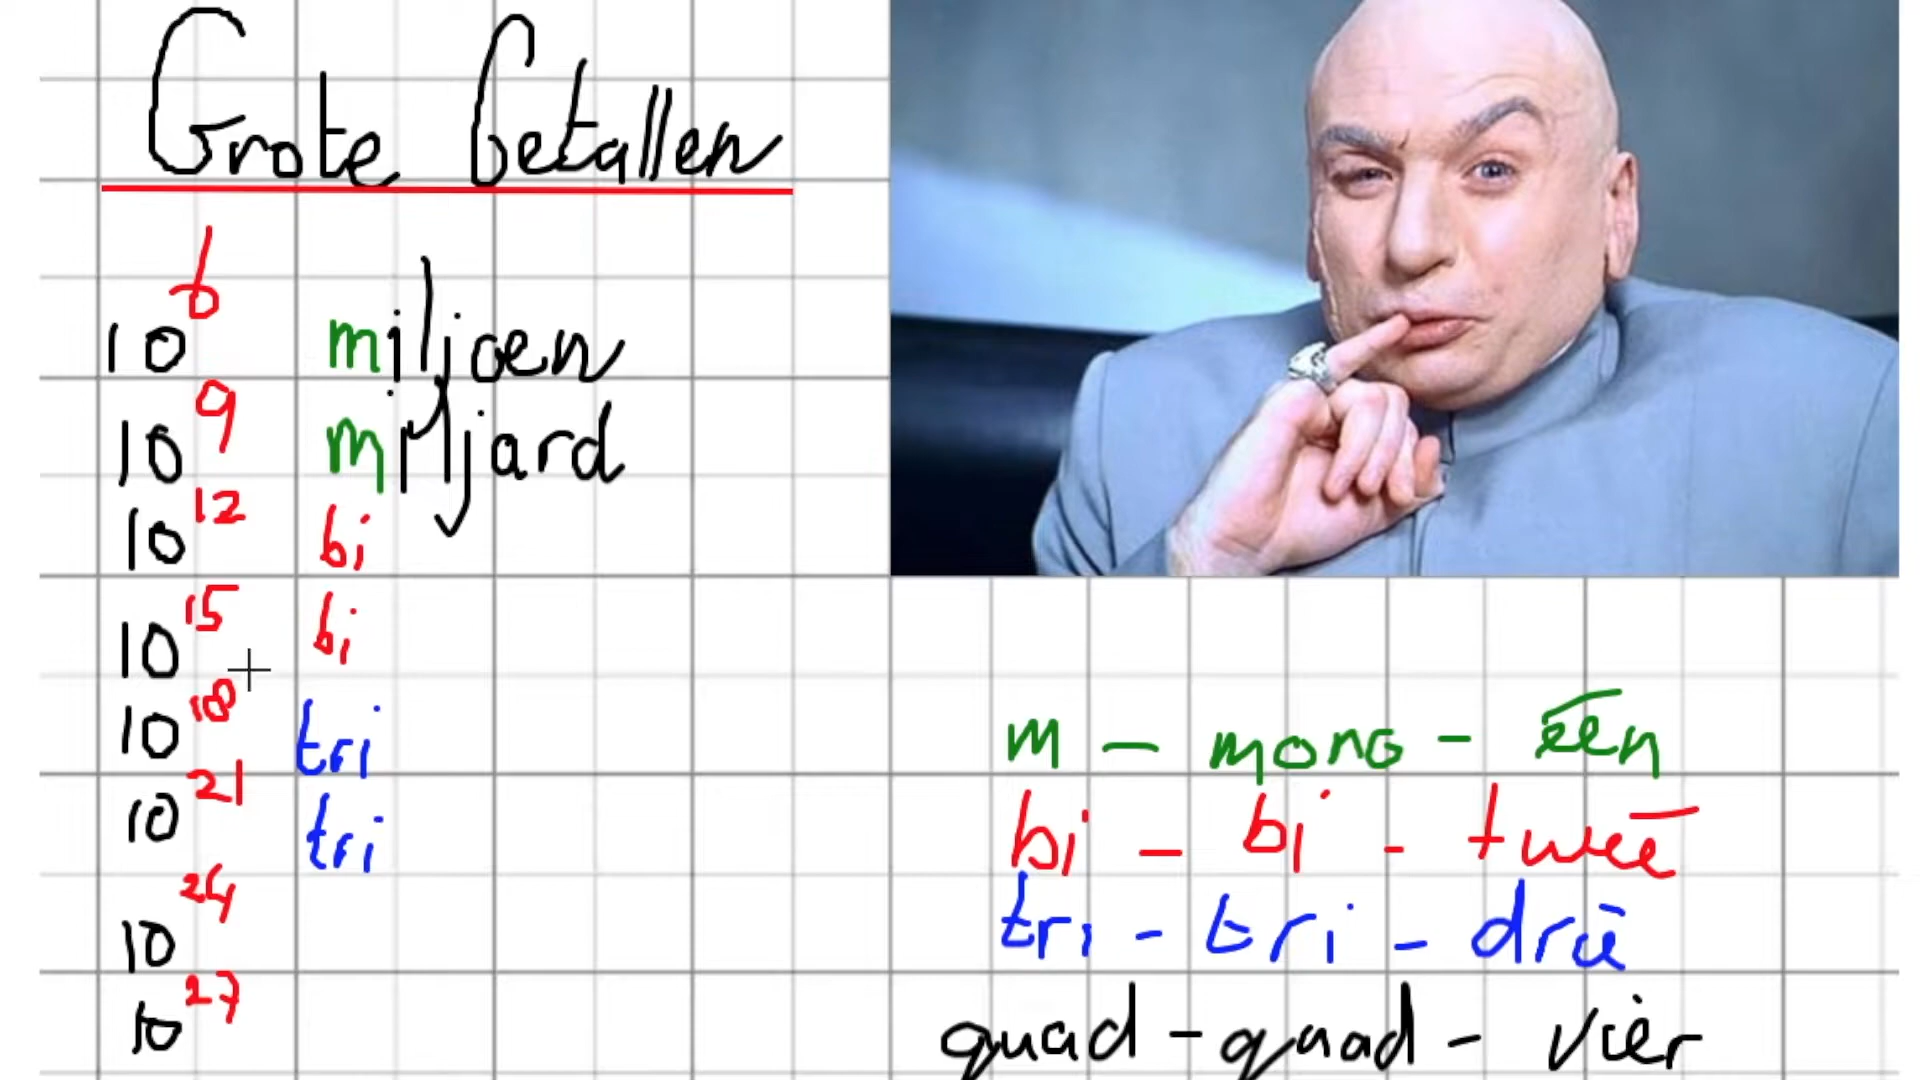 Grote Getallen
10^6 miljoen
10^9 miljard
10^12 bi
10^15 bi
10^18 tri
10^21 tri
10^24
10^27
m - mono - één
bi - bi - twee
tri - tri - drie
quad - quad - vier